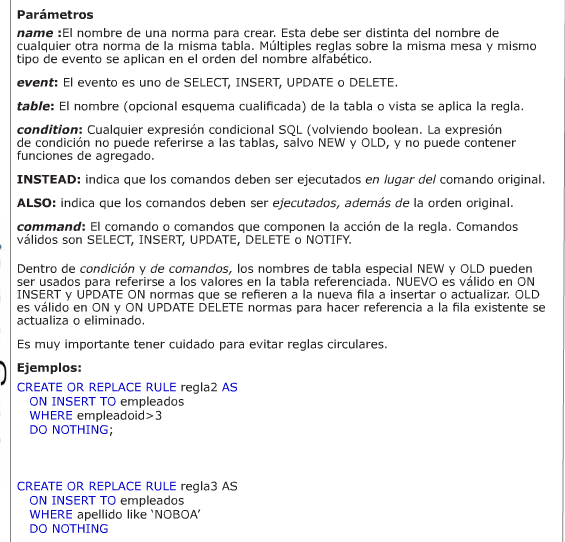 Parámetros
name :El nombre de una norma para crear. Esta debe ser distinta del nombre de
cualquier otra norma de la misma tabla. Múltiples reglas sobre la misma mesa y mismo
tipo de evento se aplican en el orden del nombre alfabético.
event: El evento es uno de SELECT, INSERT, UPDATE o DELETE.
table: El nombre (opcional esquema cualificada) de la tabla o vista se aplica la regla.
condition: Cualquier expresión condicional SQL (volviendo boolean. La expresión
de condición no puede referirse a las tablas, salvo NEW y OLD, y no puede contener
funciones de agregado.
INSTEAD: indica que los comandos deben ser ejecutados en lugar del comando original.
ALSO: indica que los comandos deben ser ejecutados, además de la orden original.
command: El comando o comandos que componen la acción de la regla. Comandos
válidos son SELECT, INSERT, UPDATE, DELETE o NOTIFY.
Dentro de condición y de comandos, los nombres de tabla especial NEW y OLD pueden
ser usados para referirse a los valores en la tabla referenciada. NUEVO es válido en ON
INSERT y UPDATE ON normas que se refieren a la nueva fila a insertar o actualizar. OLD
es válido en ON y ON UPDATE DELETE normas para hacer referencia a la fila existente se
actualiza o eliminado.
Es muy importante tener cuidado para evitar reglas circulares.
Ejemplos:
CREATE OR REPLACE RULE regla2 AS
ON INSERT TO empleados
WHERE empleadoid>3
DO NOTHING;
CREATE OR REPLACE RULE regla3 AS
ON INSERT TO empleados
WHERE apellido like ‘NOBOA’
DO NOTHING